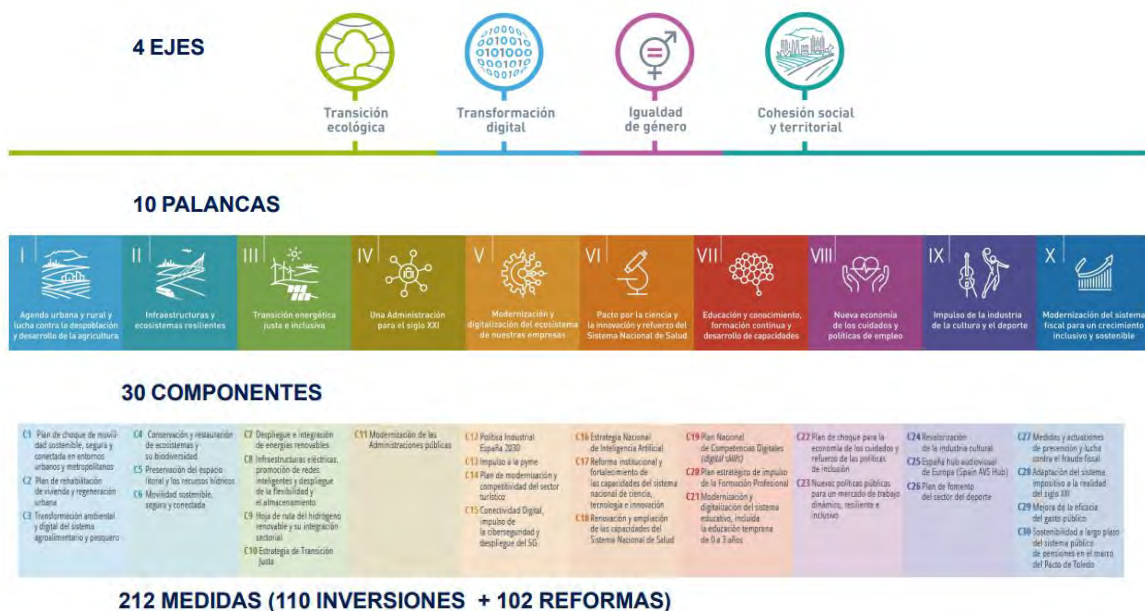 4 EJES
Transición
ecológica
Transformación
digital
Igualdad
de género
Cohesión social
y territorial
10 PALANCAS
I
Agenda urbana y rural y
lucha contra la despoblación
y desarrollo de la agricultura
II
Infraestructuras y
ecosistemas resilientes
III
Transición energética
justa e inclusiva
IV
Una Administración
para el siglo XXI
V
Modernización y
digitalización del ecosistema
de nuestras empresas
VI
Pacto por la ciencia y
la innovación y refuerzo del
Sistema Nacional de Salud
VII
Educación y conocimiento,
formación continua y
desarrollo de capacidades
VIII
Nueva economía
de los cuidados y
políticas de empleo
IX
Impulso de la industria
de la cultura y el deporte
X
Modernización del sistema
fiscal para un crecimiento
inclusivo y sostenible
30 COMPONENTES
C1 Plan de choque de movili-
dad sostenible, segura y
conectada en entornos
urbanos y metropolitanos
C2 Plan de rehabilitación
de vivienda y regeneración
urbana
C3 Transformación ambiental
y digital del sistema
agroalimentario y pesquero
C4 Conservación y restauración
de ecosistemas y
su biodiversidad
C5 Preservación del espacio
litoral y los recursos hídricos
C6 Movilidad sostenible,
segura y conectada
C7 Despliegue e integración
de energías renovables
C8 Infraestructuras eléctricas,
promoción de redes
inteligentes y despliegue
de la flexibilidad y
el almacenamiento
C9 Hoja de ruta del hidrógeno
renovable y su integración
sectorial
C10 Estrategia de Transición
Justa
C11 Modernización de las
Administraciones públicas
C12 Política Industrial
España 2030
C13 Impulso a la pyme
C14 Plan de modernización y
competitividad del sector
turístico
C15 Conectividad Digital,
impulso de
la ciberseguridad y
despliegue del 5G
C16 Estrategia Nacional
de Inteligencia Artificial
C17 Reforma institucional y
fortalecimiento de
las capacidades del sistema
nacional de ciencia,
tecnología e innovación
C18 Renovación y ampliación
de las capacidades del
Sistema Nacional de Salud
C19 Plan Nacional
de Competencias Digitales
(digital skills)
C20 Plan estratégico de impulso
de la Formación Profesional
C21 Modernización y
digitalización del sistema
educativo, incluida
la educación temprana
de 0 a 3 años
C22 Plan de choque para la
economía de los cuidados y
refuerzo de las políticas
de inclusión
C23 Nuevas políticas públicas
para un mercado de trabajo
dinámico, resiliente e
inclusivo
C24 Revalorización
de la industria cultural
C25 España hub audiovisual
de Europa (Spain AVS Hub)
C26 Plan de fomento
del sector del deporte
C27 Medidas y actuaciones
de prevención y lucha
contra el fraude fiscal
C28 Adaptación del sistema
impositivo a la realidad
del siglo XXI
C29 Mejora de la eficacia
del gasto público
C30 Sostenibilidad a largo plazo
del sistema público
de pensiones en el marco
del Pacto de Toledo
212 MEDIDAS (110 INVERSIONES + 102 REFORMAS)